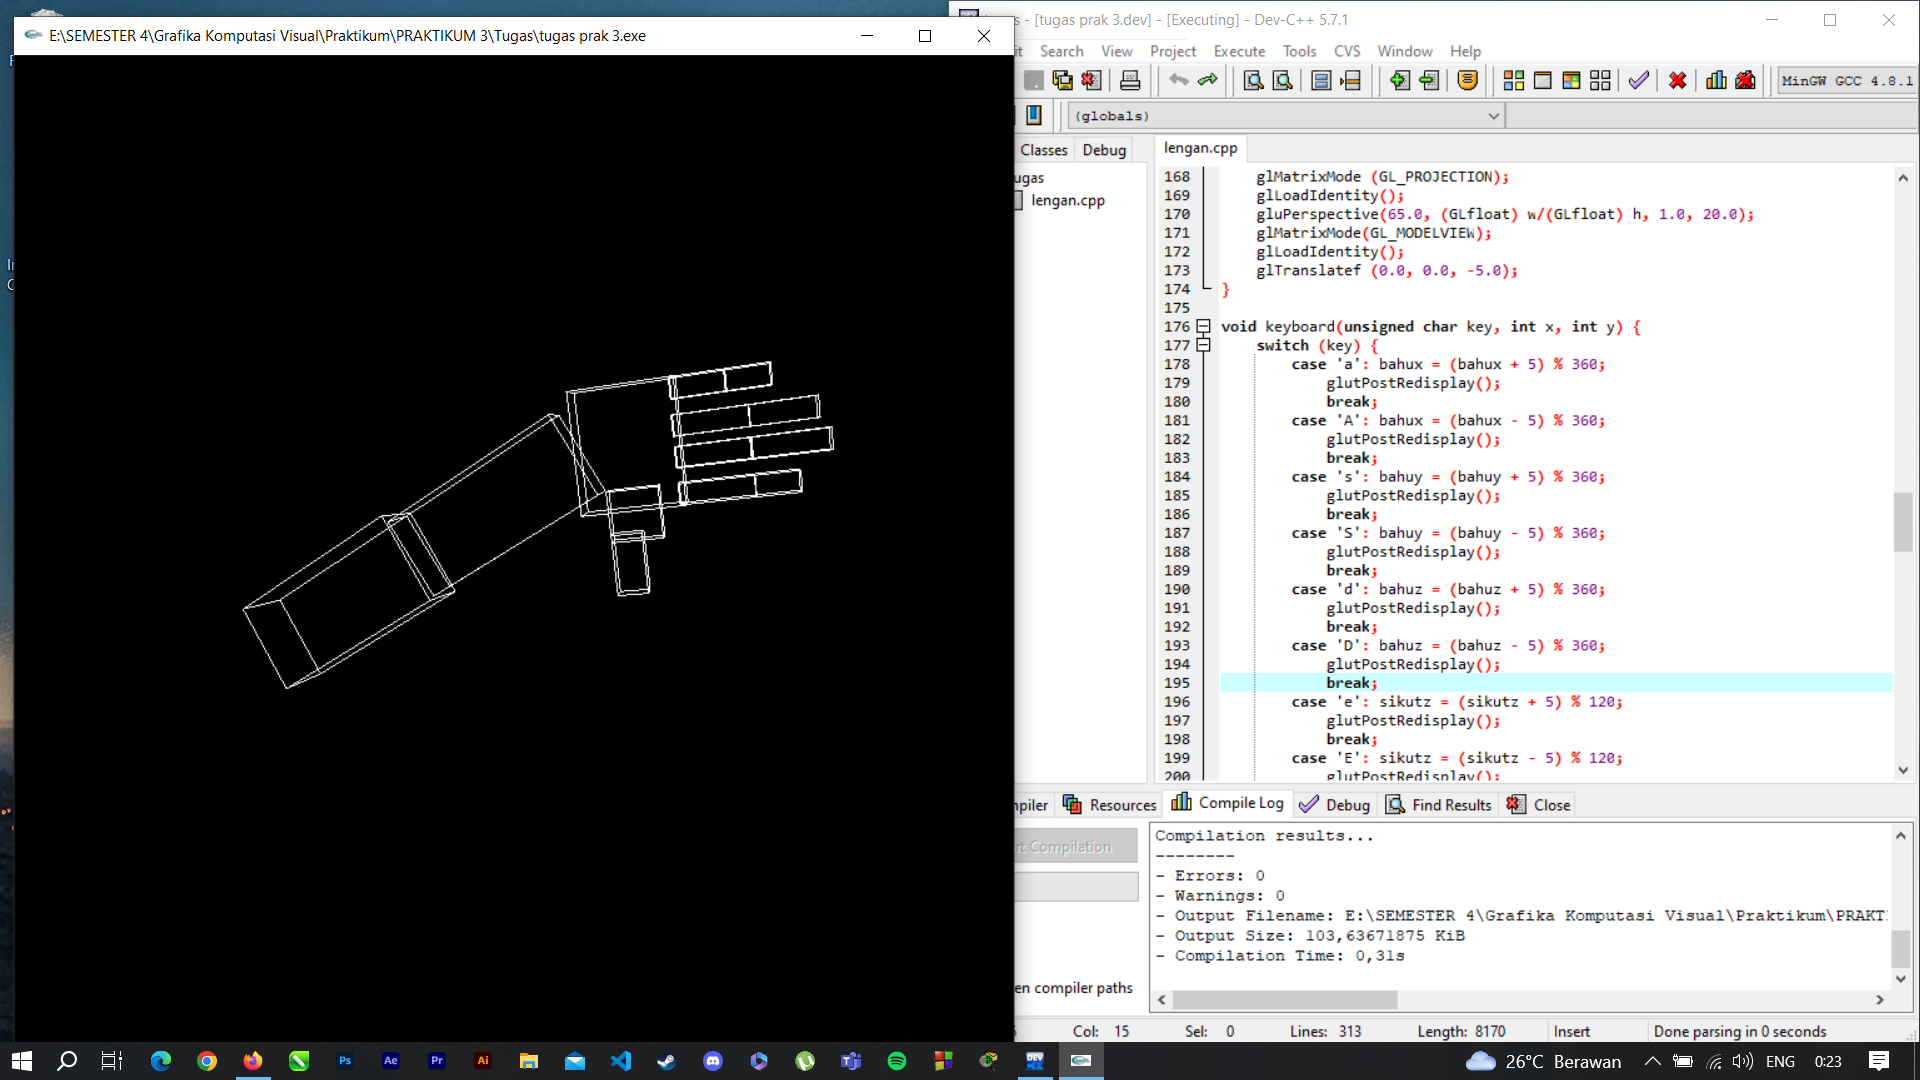 E:\SEMESTER 4\Grafika Komputasi Visual\Praktikum\PRAKTIKUM 3\Tugas\tugas prak 3.exe
- [tugas prak 3.dev] - [Executing] - Dev-C++ 5.7.1
Search View Project Execute Tools CVS Window Help
MinGW GCC 4.8.1
(globals)
Classes Debug
lengan.cpp
lengan.cpp
168 glMatrixMode (GL_PROJECTION);
169 glLoadIdentity();
170 gluPerspective(65.0, (GLfloat) w/(GLfloat) h, 1.0, 20.0);
171 glMatrixMode(GL_MODELVIEW);
172 glLoadIdentity();
173 glTranslatef (0.0, 0.0, -5.0);
174 }
175
176 void keyboard(unsigned char key, int x, int y) {
177 switch (key) {
178 case 'a': bahux = (bahux + 5) % 360;
179 glutPostRedisplay();
180 break;
181 case 'A': bahux = (bahux - 5) % 360;
182 glutPostRedisplay();
183 break;
184 case 's': bahuy = (bahuy + 5) % 360;
185 glutPostRedisplay();
186 break;
187 case 'S': bahuy = (bahuy - 5) % 360;
188 glutPostRedisplay();
189 break;
190 case 'd': bahuz = (bahuz + 5) % 360;
191 glutPostRedisplay();
192 break;
193 case 'D': bahuz = (bahuz - 5) % 360;
194 glutPostRedisplay();
195 break;
196 case 'e': sikutz = (sikutz + 5) % 120;
197 glutPostRedisplay();
198 break;
199 case 'E': sikutz = (sikutz - 5) % 120;
200 glutPostRedisplay();
Resources Compile Log Debug Find Results Close
Compilation
Compilation results...
--------
- Errors: 0
- Warnings: 0
- Output Filename: E:\SEMESTER 4\Grafika Komputasi Visual\Praktikum\PRAKT
- Output Size: 103,63671875 KiB
- Compilation Time: 0,31s
en compiler paths
Col: 15 Sel: 0 Lines: 313 Length: 8170 Insert Done parsing in 0 seconds
Ps Ae Pr Ai DEV 26°C Berawan ENG 0:23